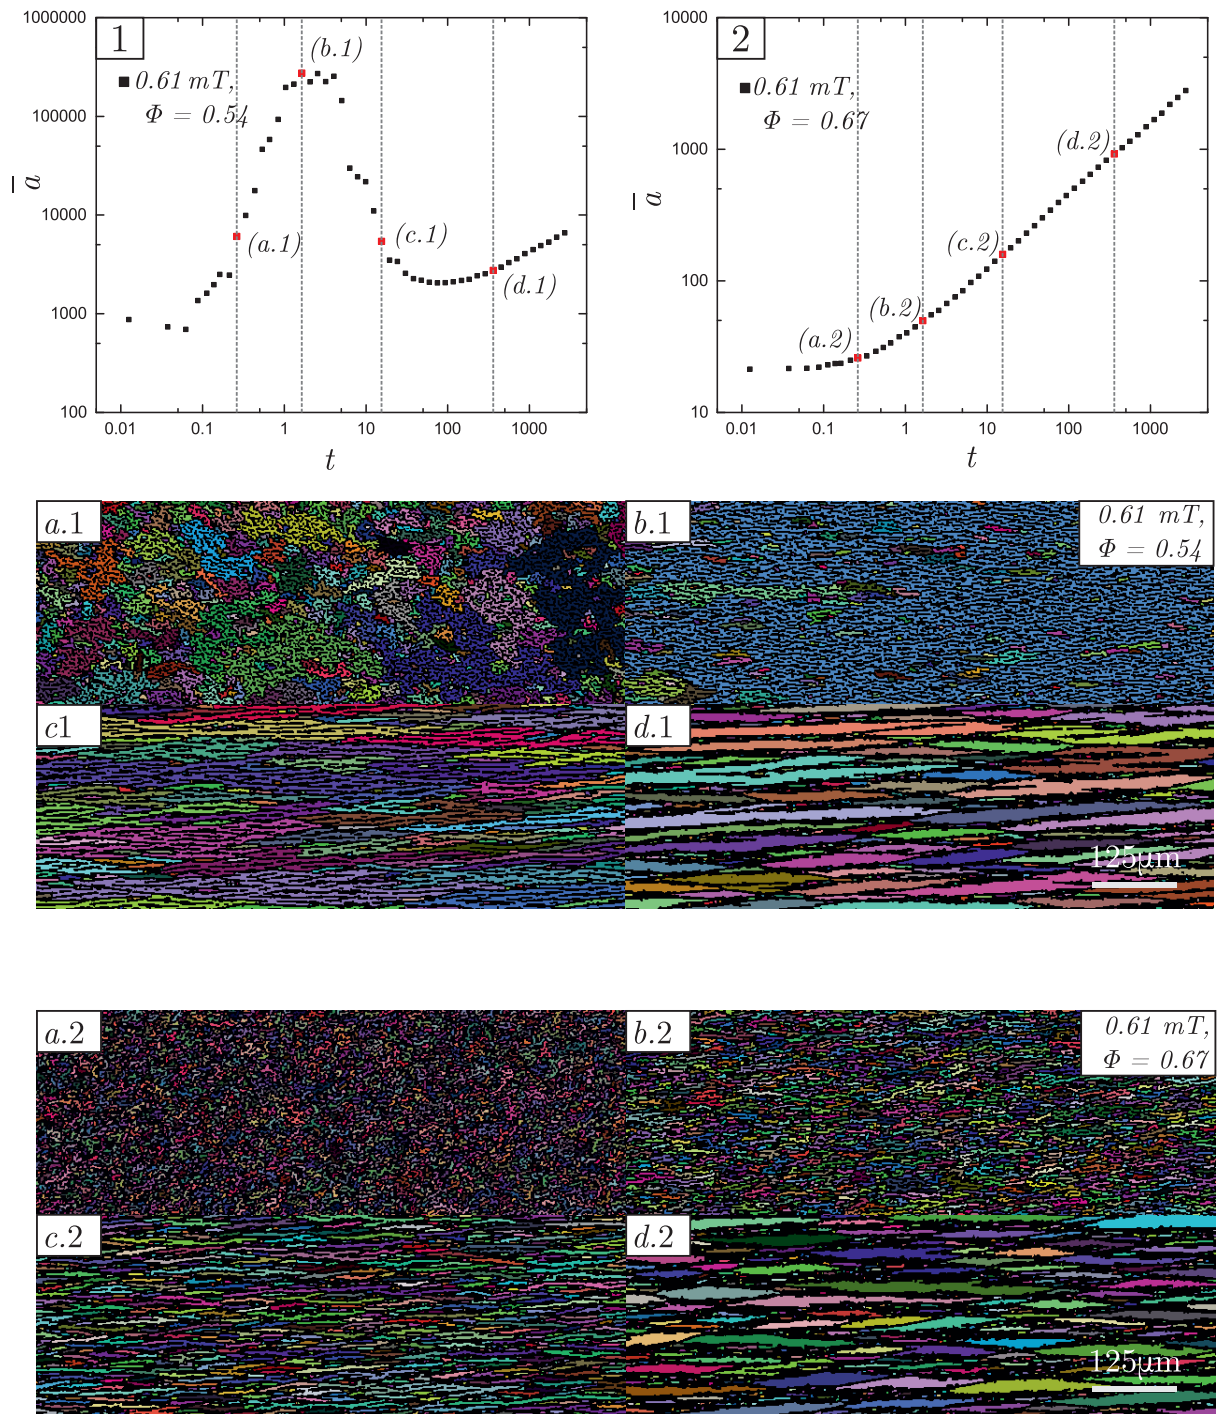 1
0.61 mT,
Φ = 0.54
(a.1)
(b.1)
(c.1)
(d.1)
1000000
100000
10000
1000
100
a
0.01 0.1 1 10 100 1000
t
2
0.61 mT,
Φ = 0.67
(a.2)
(b.2)
(c.2)
(d.2)
10000
1000
100
10
a
0.01 0.1 1 10 100 1000
t
a.1
b.1
0.61 mT,
Φ = 0.54
c1
d.1
125μm
a.2
b.2
0.61 mT,
Φ = 0.67
c.2
d.2
125μm